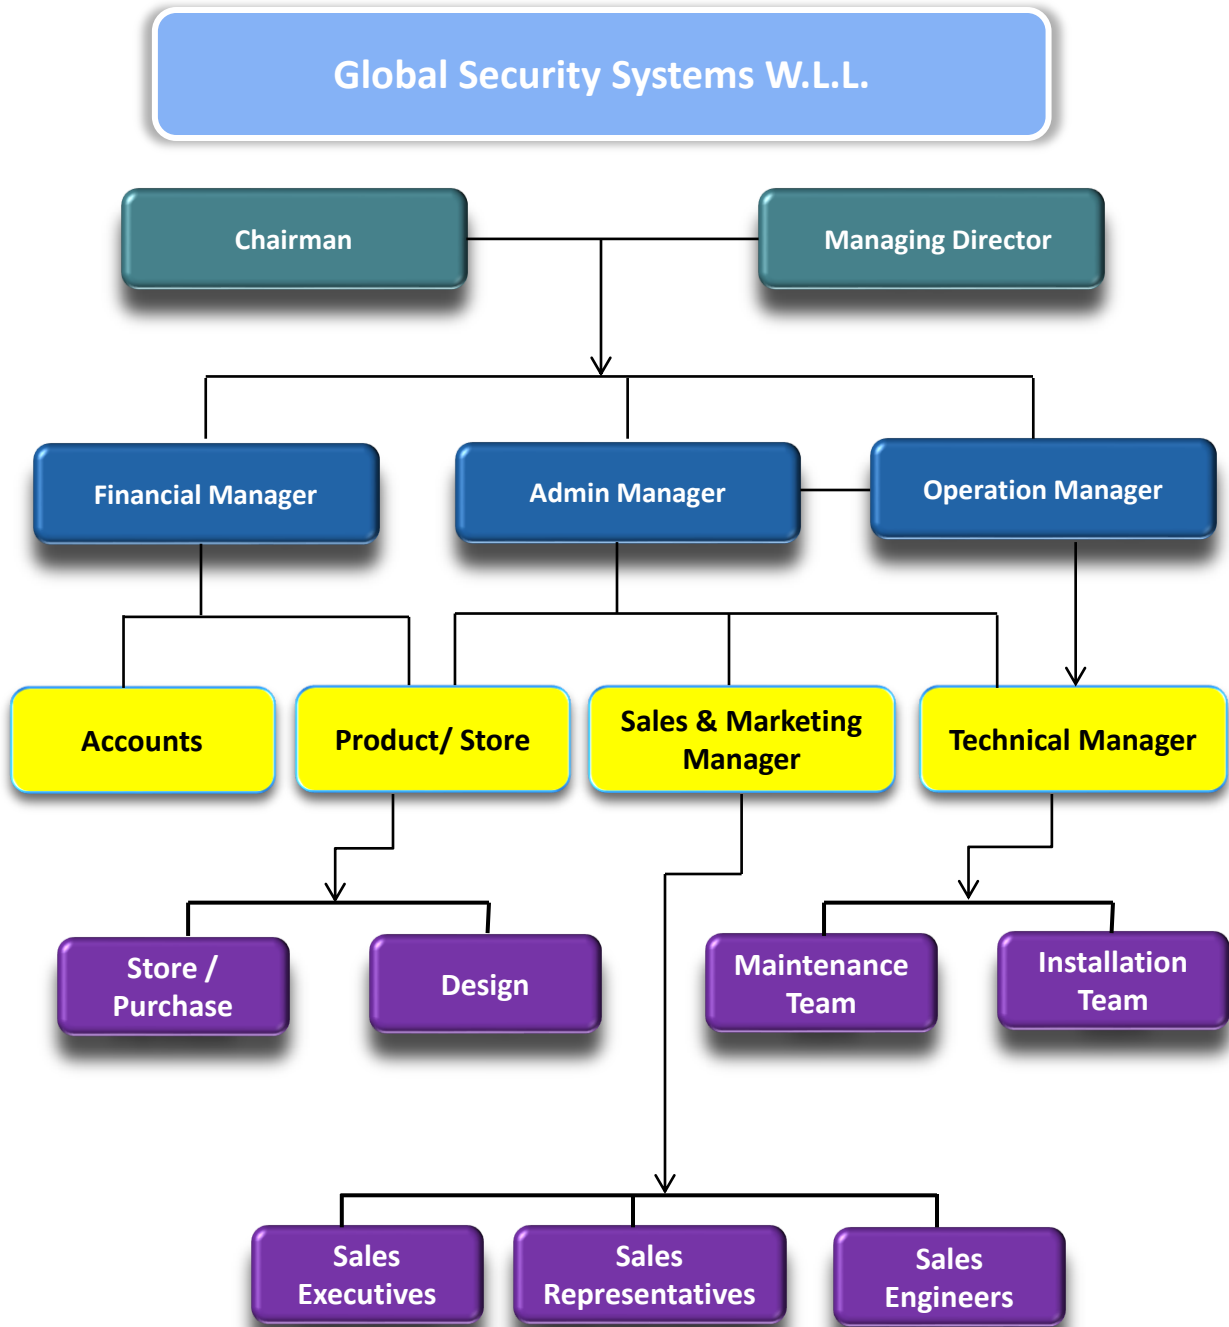 Global Security Systems W.L.L.
Chairman
Managing Director
Financial Manager
Admin Manager
Operation Manager
Accounts
Product/ Store
Sales & Marketing
Manager
Technical Manager
Store /
Purchase
Design
Maintenance
Team
Installation
Team
Sales
Executives
Sales
Representatives
Sales
Engineers